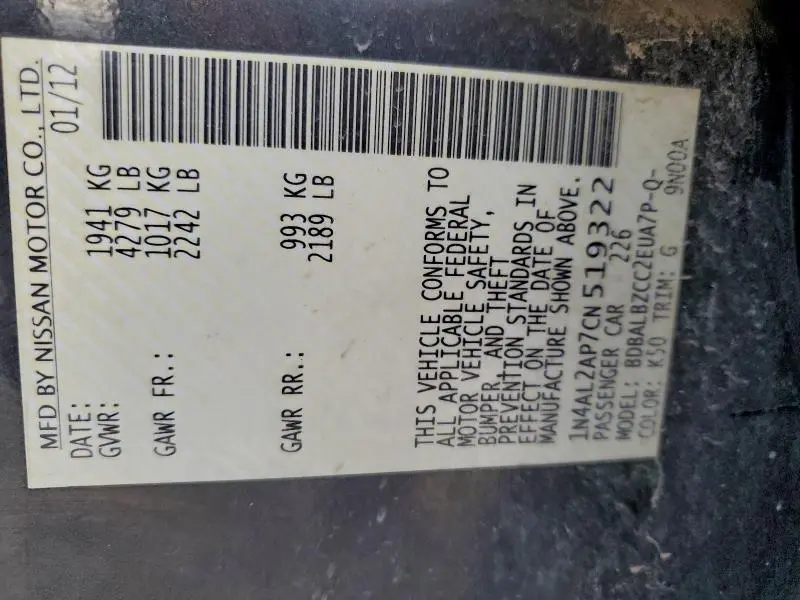 MFD BY NISSAN MOTOR CO., LTD.
DATE: 01/12
GVWR: 1941 KG
4279 LB
GAWR FR.: 1017 KG
2242 LB
GAWR RR.: 993 KG
2189 LB
THIS VEHICLE CONFORMS TO
ALL APPLICABLE FEDERAL
MOTOR VEHICLE SAFETY,
BUMPER, AND THEFT
PREVENTION STANDARDS IN
EFFECT ON THE DATE OF
MANUFACTURE SHOWN ABOVE.
1N4AL2AP7CN519322
PASSENGER CAR 226
MODEL: BDBALBZCC2EUA7P-Q-
COLOR: K50 TRIM: G 9N00A